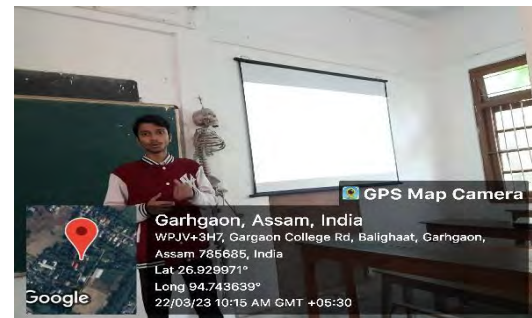 GPS Map Camera
Garhgaon, Assam, India
WPJV+3H7, Gargaon College Rd, Balighaat, Garhgaon,
Assam 785685, India
Lat 26.929971°
Long 94.743639°
22/03/23 10:15 AM GMT +05:30
Google